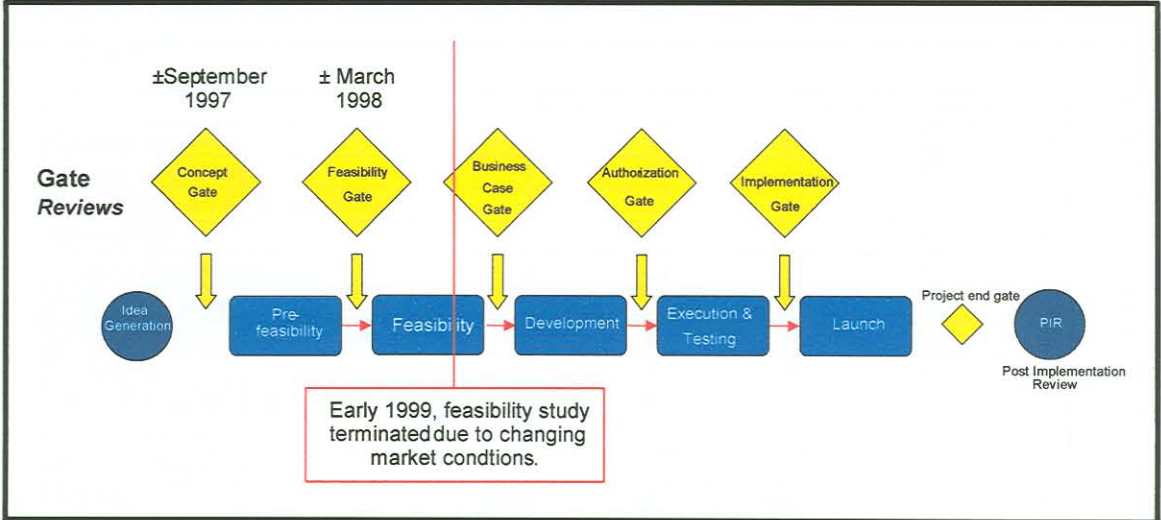 ±September
1997
± March
1998
Gate
Reviews
Concept
Gate
Feasibility
Gate
Business
Case
Gate
Authorization
Gate
Implementation
Gate
Idea
Generation
Pre-
feasibility
Feasibility
Development
Execution &
Testing
Launch
Project end gate
PIR
Post Implementation
Review
Early 1999, feasibility study
terminated due to changing
market condtions.